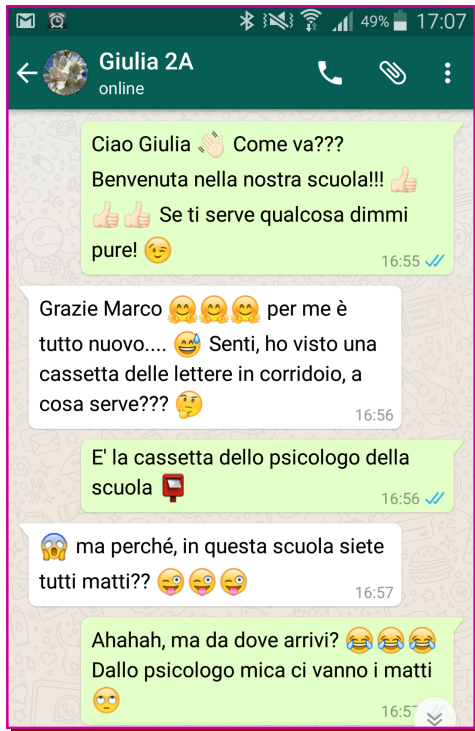 49% 17:07
Giulia 2A
online
Ciao Giulia 👋🏻 Come va???
Benvenuta nella nostra scuola!!! 👍🏻
👍🏻 👍🏻 Se ti serve qualcosa dimmi
pure! 😉
16:55
Grazie Marco 🤗🤗🤗 per me è
tutto nuovo.... 😅 Senti, ho visto una
cassetta delle lettere in corridoio, a
cosa serve??? 🤔
16:56
E' la cassetta dello psicologo della
scuola 📮
16:56
😱 ma perché, in questa scuola siete
tutti matti?? 😜😜😜
16:57
Ahahah, ma da dove arrivi? 😂😂😂
Dallo psicologo mica ci vanno i matti
🙄
16:57